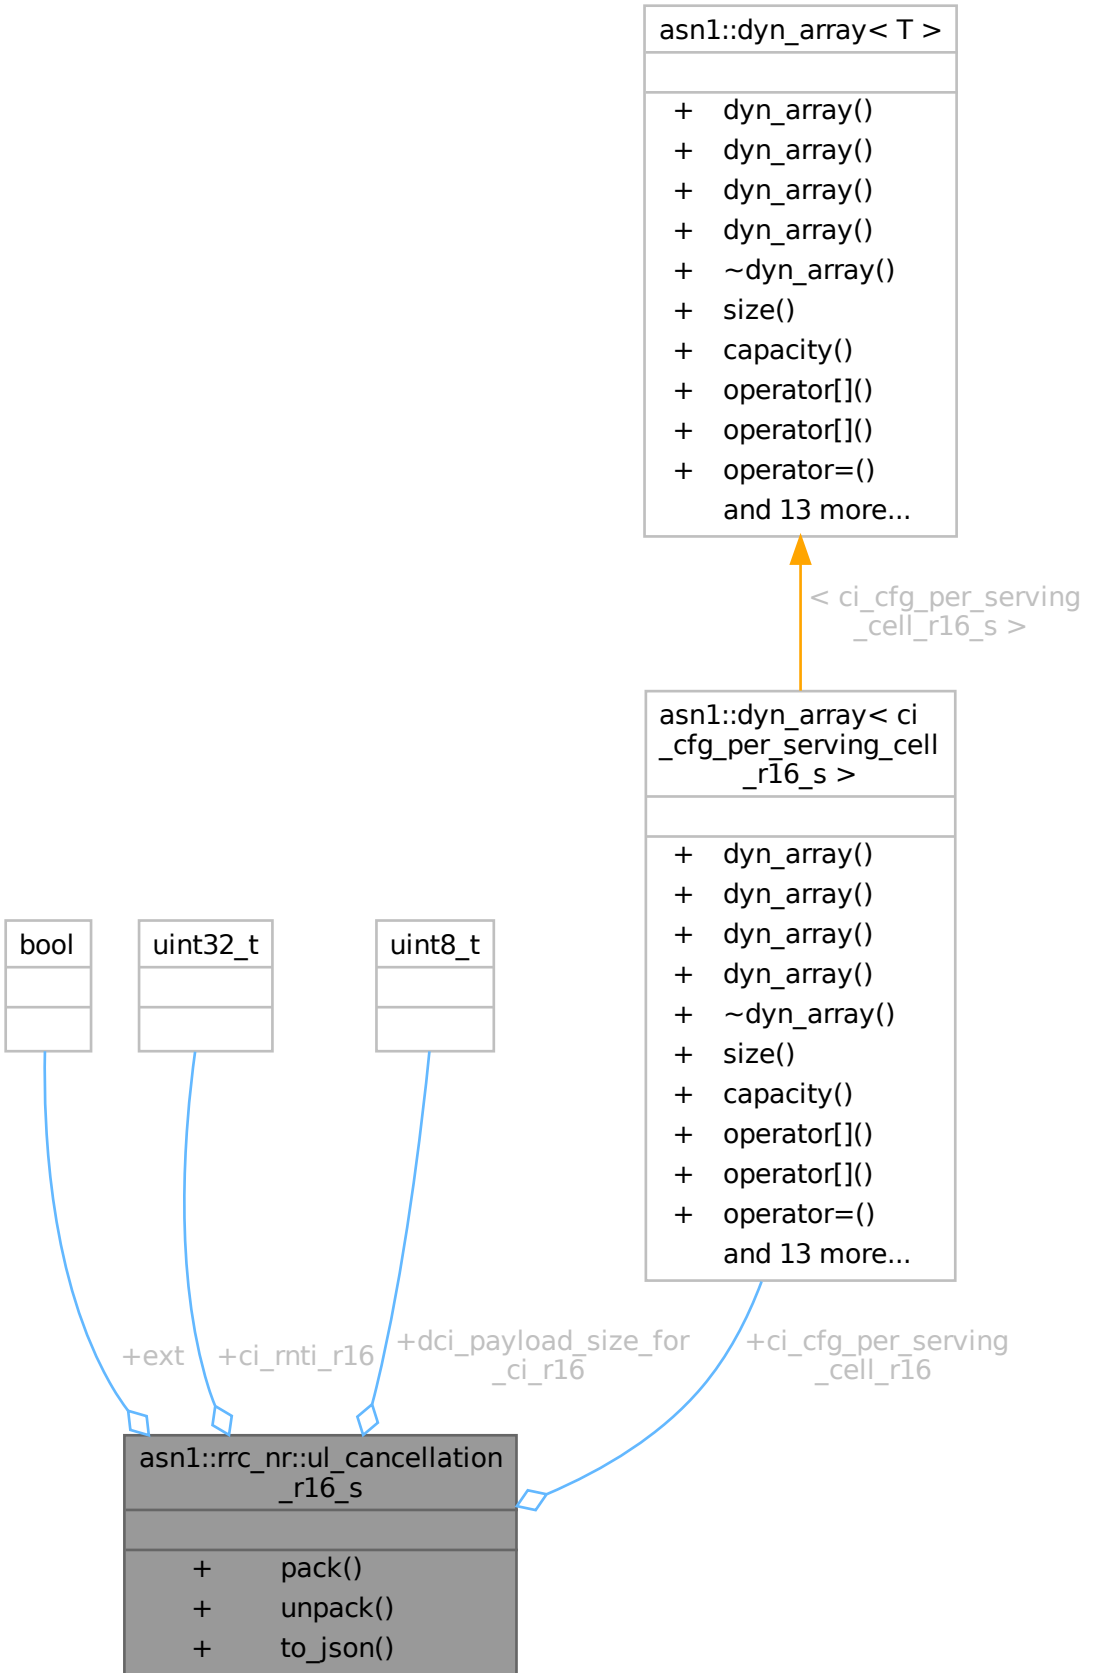 asn1::dyn_array< T >
+ dyn_array()
+ dyn_array()
+ dyn_array()
+ dyn_array()
+ ~dyn_array()
+ size()
+ capacity()
+ operator[]()
+ operator[]()
+ operator=()
and 13 more...
< ci_cfg_per_serving
_cell_r16_s >
asn1::dyn_array< ci
_cfg_per_serving_cell
_r16_s >
+ dyn_array()
+ dyn_array()
+ dyn_array()
+ dyn_array()
+ ~dyn_array()
+ size()
+ capacity()
+ operator[]()
+ operator[]()
+ operator=()
and 13 more...
bool
uint32_t
uint8_t
+ext
+ci_rnti_r16
+dci_payload_size_for
_ci_r16
+ci_cfg_per_serving
_cell_r16
asn1::rrc_nr::ul_cancellation
_r16_s
+ pack()
+ unpack()
+ to_json()